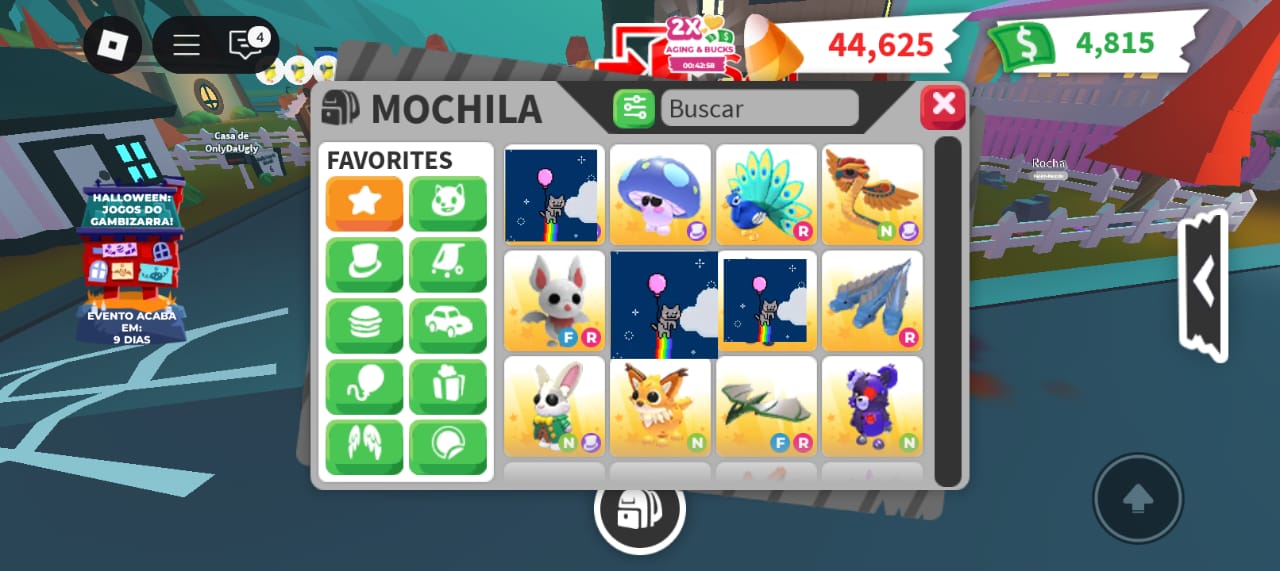 4
2X
AGING & BUCKS
00:42:58
44,625
4,815
MOCHILA
Buscar
FAVORITES
Casa de
OnlyDaUgly
Rocha
HALLOWEEN:
JOGOS DO
GAMBIZARRA!
EVENTO ACABA
EM:
9 DIAS
R
N
F R
R
N
N
F R
N